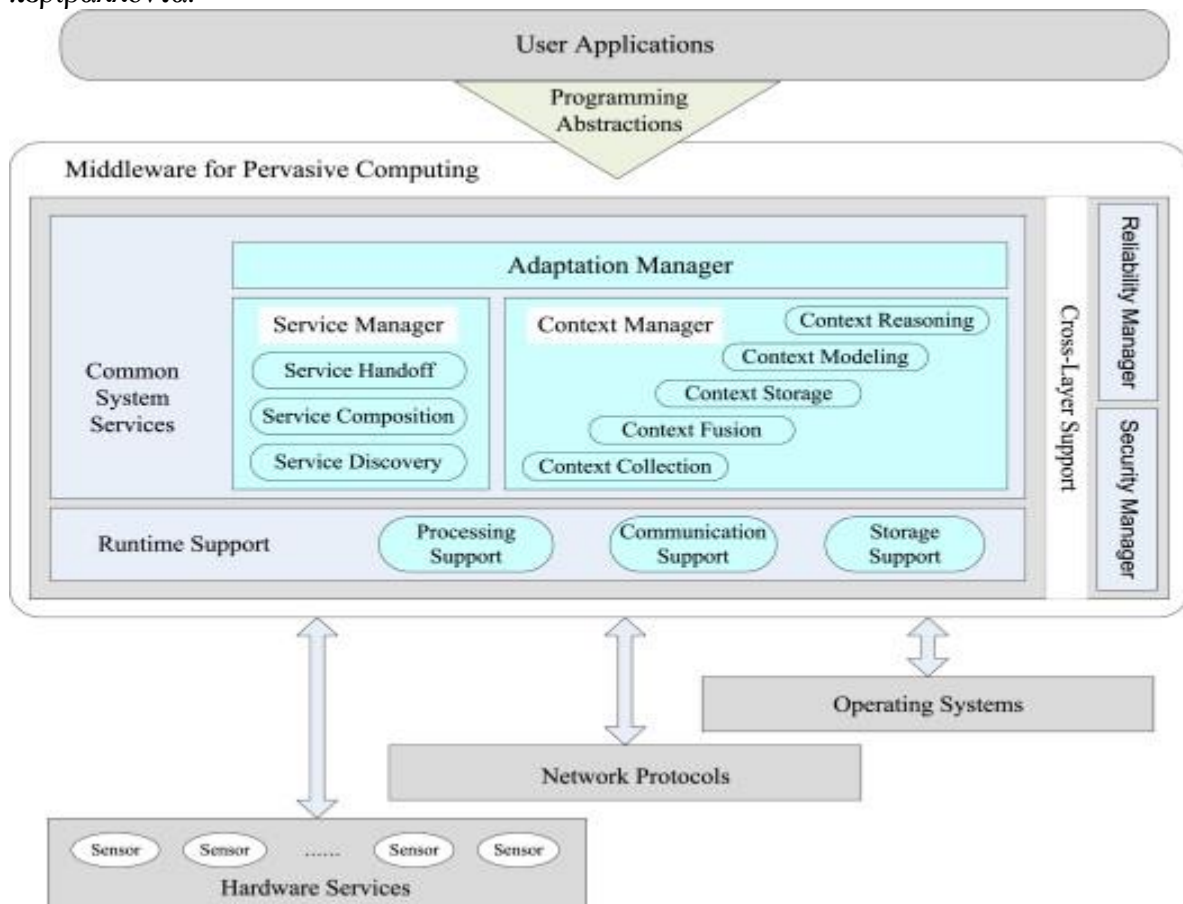 περιβάλλοντα.
User Applications
Programming
Abstractions
Middleware for Pervasive Computing
Adaptation Manager
Service Manager
Service Handoff
Service Composition
Service Discovery
Context Manager
Context Reasoning
Context Modeling
Context Storage
Context Fusion
Context Collection
Common
System
Services
Runtime Support
Processing
Support
Communication
Support
Storage
Support
Cross-Layer Support
Reliability Manager
Security Manager
Operating Systems
Network Protocols
Sensor
Sensor
......
Sensor
Sensor
Hardware Services